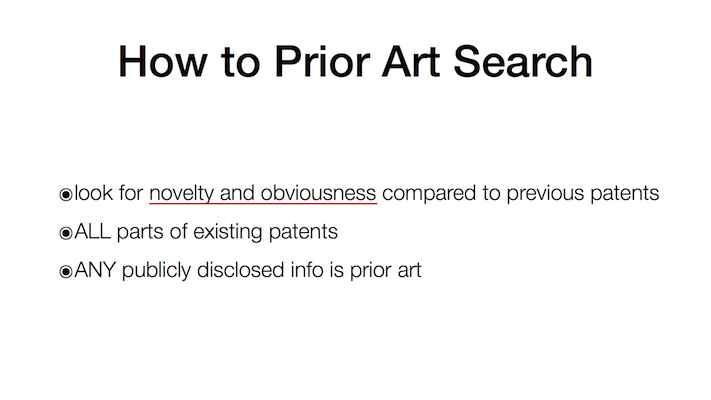 How to Prior Art Search
◉look for novelty and obviousness compared to previous patents
◉ALL parts of existing patents
◉ANY publicly disclosed info is prior art